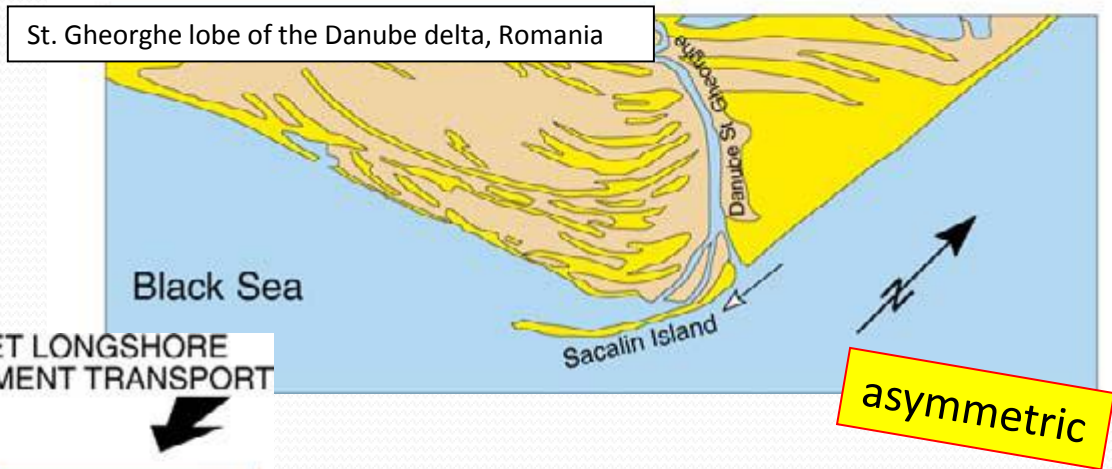 St. Gheorghe lobe of the Danube delta, Romania
Danube St. Gheorghe
Black Sea
Sacalin Island
N
ET LONGSHORE
MENT TRANSPORT
asymmetric